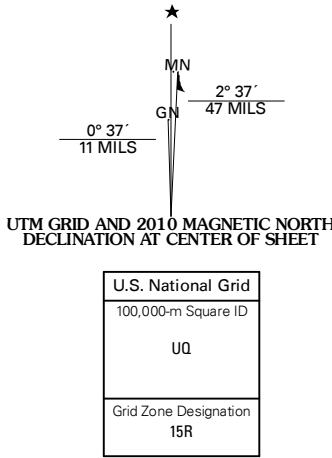 ★
MN
2° 37´
47 MILS
GN
0° 37´
11 MILS
UTM GRID AND 2010 MAGNETIC NORTH
DECLINATION AT CENTER OF SHEET
U.S. National Grid
100,000-m Square ID
UQ
Grid Zone Designation
15R